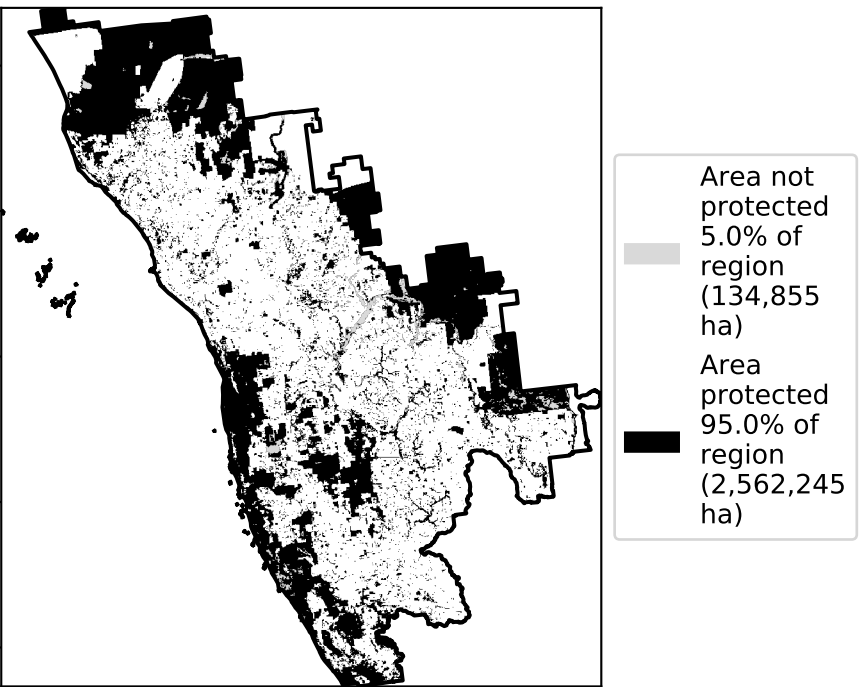 Area not
protected
5.0% of
region
(134,855
ha)
Area
protected
95.0% of
region
(2,562,245
ha)